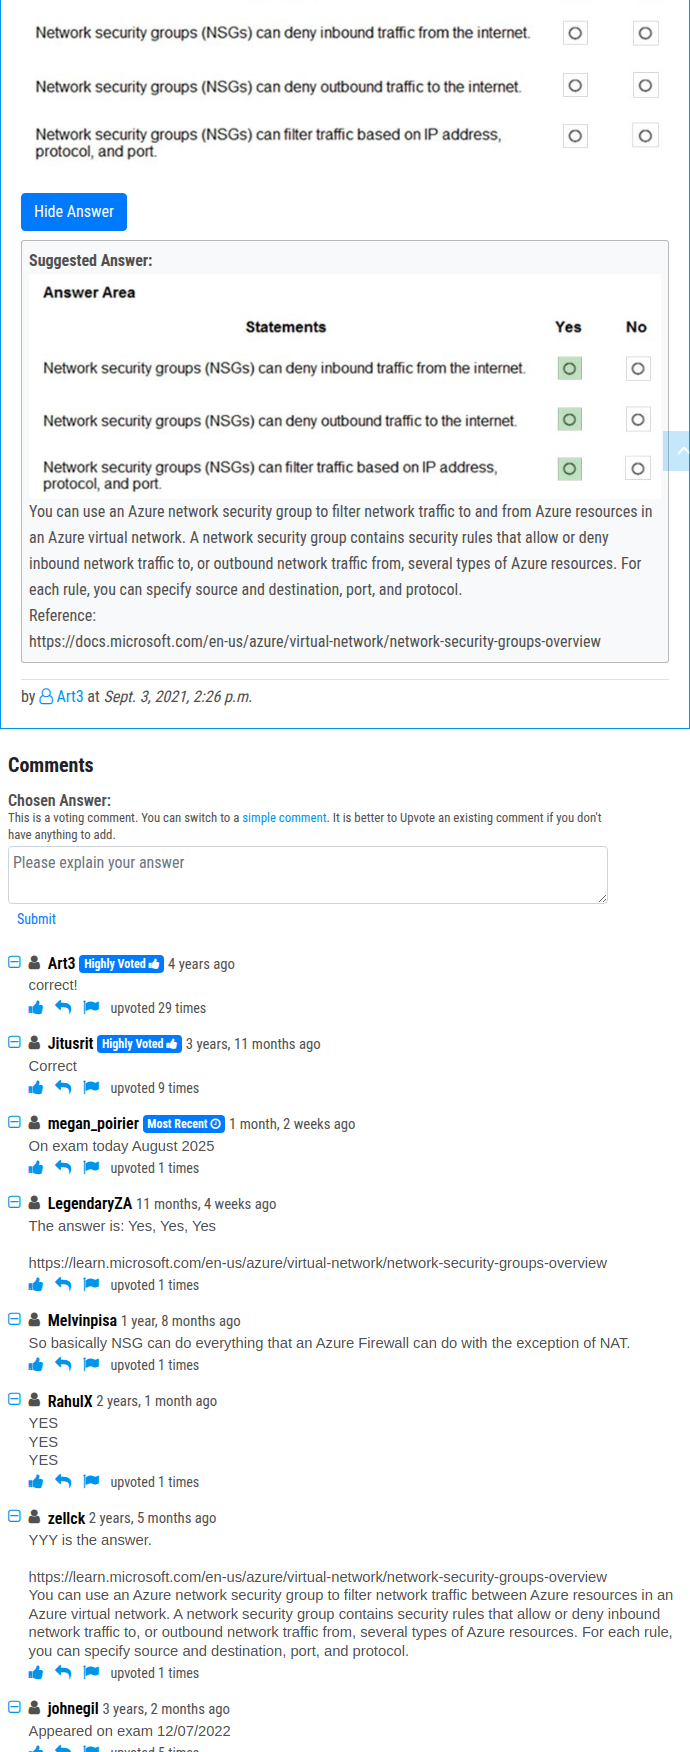 Network security groups (NSGs) can deny inbound traffic from the internet.
Network security groups (NSGs) can deny outbound traffic to the internet.
Network security groups (NSGs) can filter traffic based on IP address,
protocol, and port.
Hide Answer
Suggested Answer:
Answer Area
Statements Yes No
Network security groups (NSGs) can deny inbound traffic from the internet.
Network security groups (NSGs) can deny outbound traffic to the internet.
Network security groups (NSGs) can filter traffic based on IP address,
protocol, and port.
You can use an Azure network security group to filter network traffic to and from Azure resources in
an Azure virtual network. A network security group contains security rules that allow or deny
inbound network traffic to, or outbound network traffic from, several types of Azure resources. For
each rule, you can specify source and destination, port, and protocol.
Reference:
https://docs.microsoft.com/en-us/azure/virtual-network/network-security-groups-overview
by Art3 at Sept. 3, 2021, 2:26 p.m.
Comments
Chosen Answer:
This is a voting comment. You can switch to a simple comment. It is better to Upvote an existing comment if you don't
have anything to add.
Please explain your answer
Submit
Art3 Highly Voted 4 years ago
correct!
upvoted 29 times
Jitusrit Highly Voted 3 years, 11 months ago
Correct
upvoted 9 times
megan_poirier Most Recent 1 month, 2 weeks ago
On exam today August 2025
upvoted 1 times
LegendaryZA 11 months, 4 weeks ago
The answer is: Yes, Yes, Yes
https://learn.microsoft.com/en-us/azure/virtual-network/network-security-groups-overview
upvoted 1 times
Melvinpisa 1 year, 8 months ago
So basically NSG can do everything that an Azure Firewall can do with the exception of NAT.
upvoted 1 times
RahulX 2 years, 1 month ago
YES
YES
YES
upvoted 1 times
zellck 2 years, 5 months ago
YYY is the answer.
https://learn.microsoft.com/en-us/azure/virtual-network/network-security-groups-overview
You can use an Azure network security group to filter network traffic between Azure resources in an
Azure virtual network. A network security group contains security rules that allow or deny inbound
network traffic to, or outbound network traffic from, several types of Azure resources. For each rule,
you can specify source and destination, port, and protocol.
upvoted 1 times
johnegil 3 years, 2 months ago
Appeared on exam 12/07/2022
upvoted 5 times